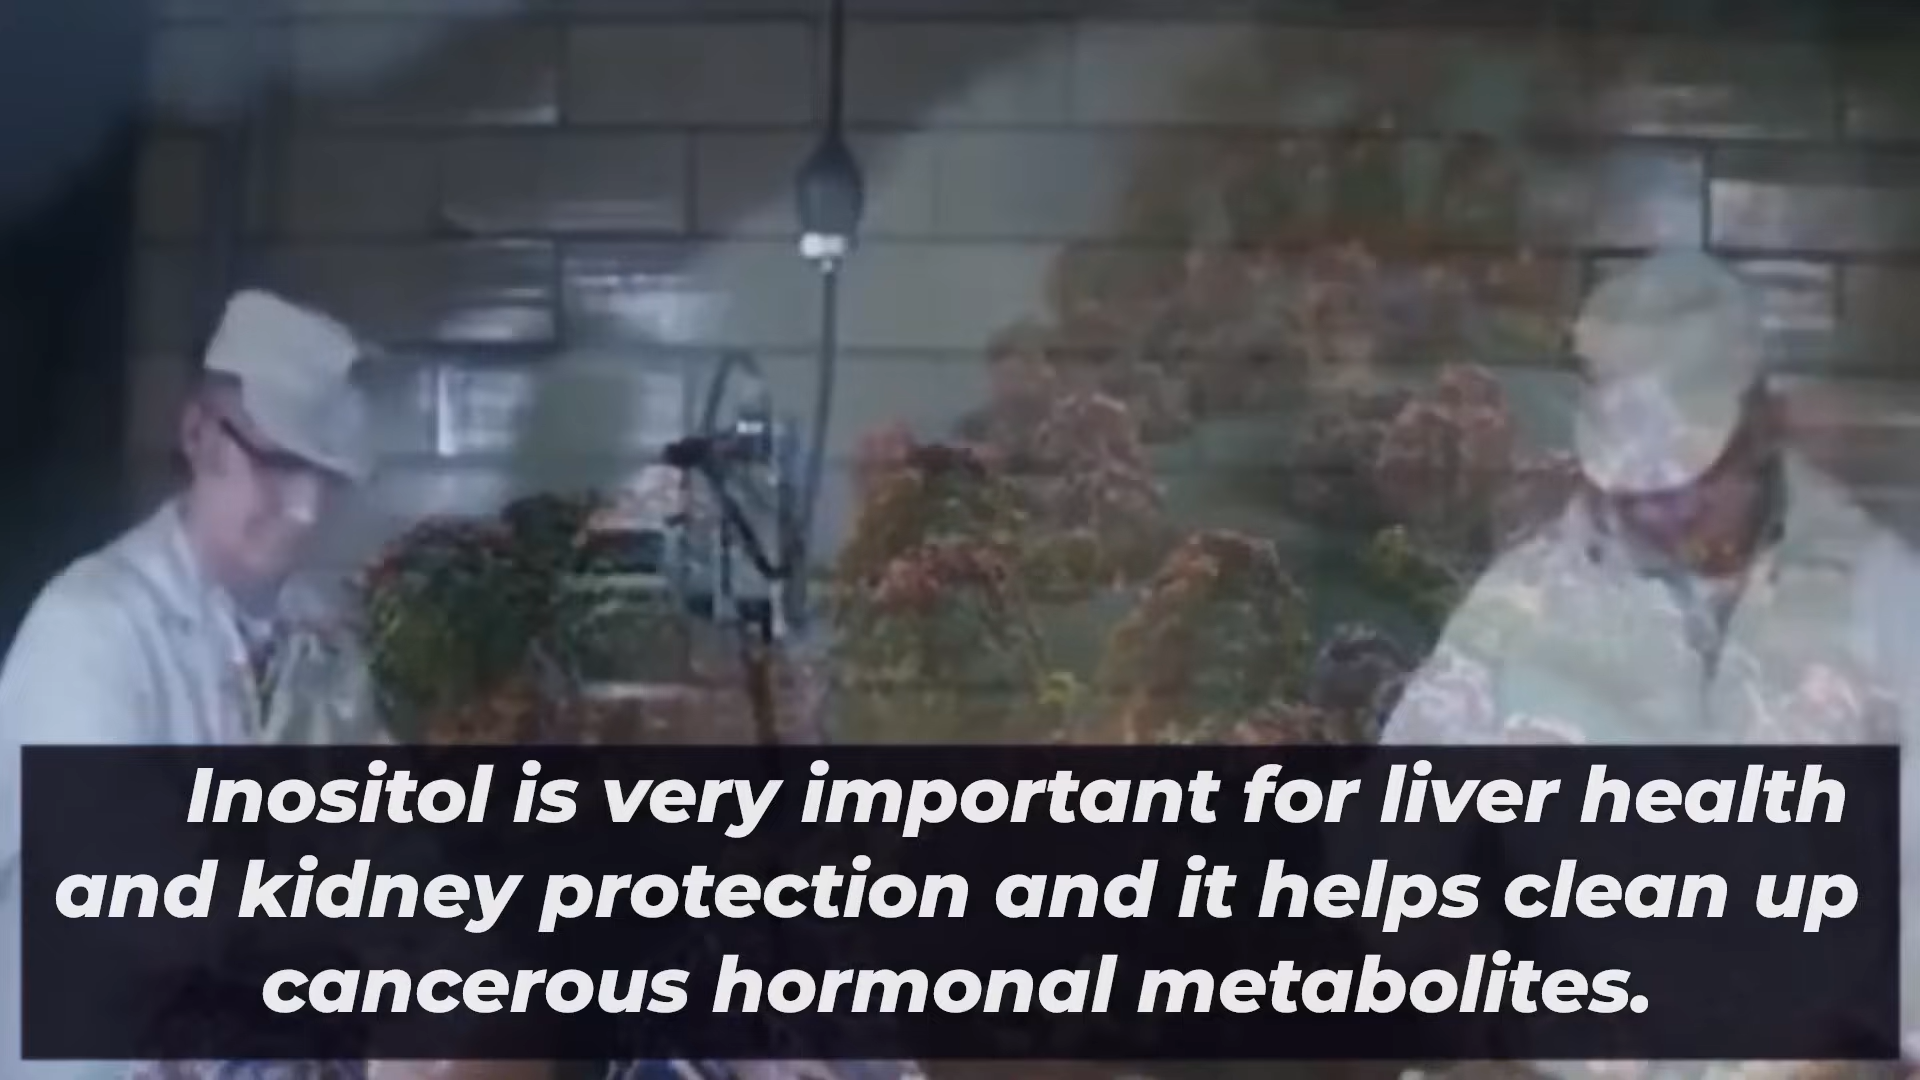 Inositol is very important for liver health
and kidney protection and it helps clean up
cancerous hormonal metabolites.